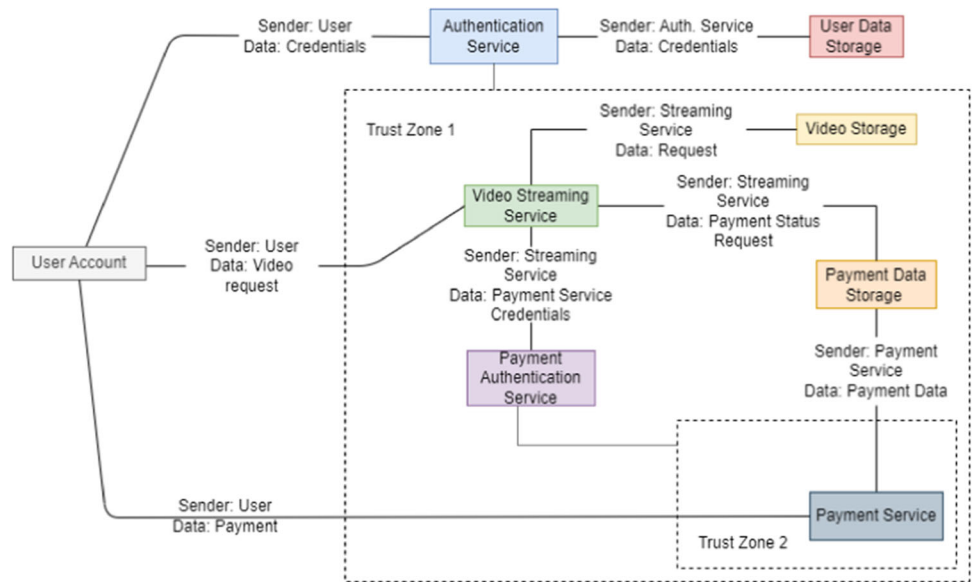 Sender: User
Data: Credentials
Authentication
Service
Sender: Auth. Service
Data: Credentials
User Data
Storage
Trust Zone 1
Sender: Streaming
Service
Data: Request
Video Storage
Video Streaming
Service
Sender: Streaming
Service
Data: Payment Status
Request
User Account
Sender: User
Data: Video
request
Sender: Streaming
Service
Data: Payment Service
Credentials
Payment Data
Storage
Payment
Authentication
Service
Sender: Payment
Service
Data: Payment Data
Sender: User
Data: Payment
Payment Service
Trust Zone 2